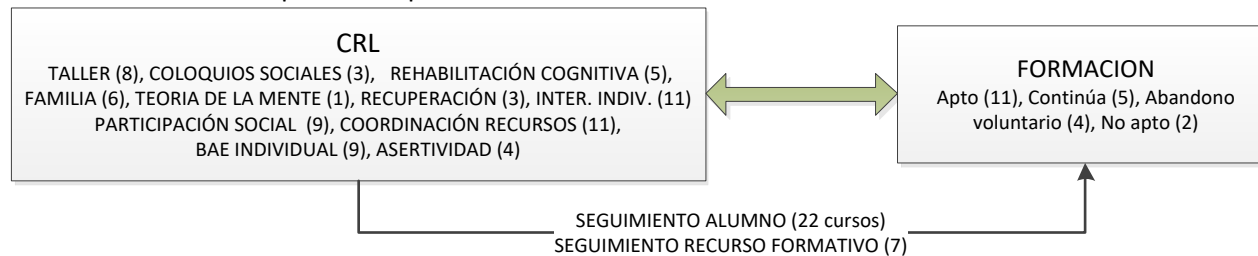 CRL
TALLER (8), COLOQUIOS SOCIALES (3), REHABILITACIÓN COGNITIVA (5),
FAMILIA (6), TEORIA DE LA MENTE (1), RECUPERACIÓN (3), INTER. INDIV. (11)
PARTICIPACIÓN SOCIAL (9), COORDINACIÓN RECURSOS (11),
BAE INDIVIDUAL (9), ASERTIVIDAD (4)
FORMACION
Apto (11), Continúa (5), Abandono
voluntario (4), No apto (2)
SEGUIMIENTO ALUMNO (22 cursos)
SEGUIMIENTO RECURSO FORMATIVO (7)